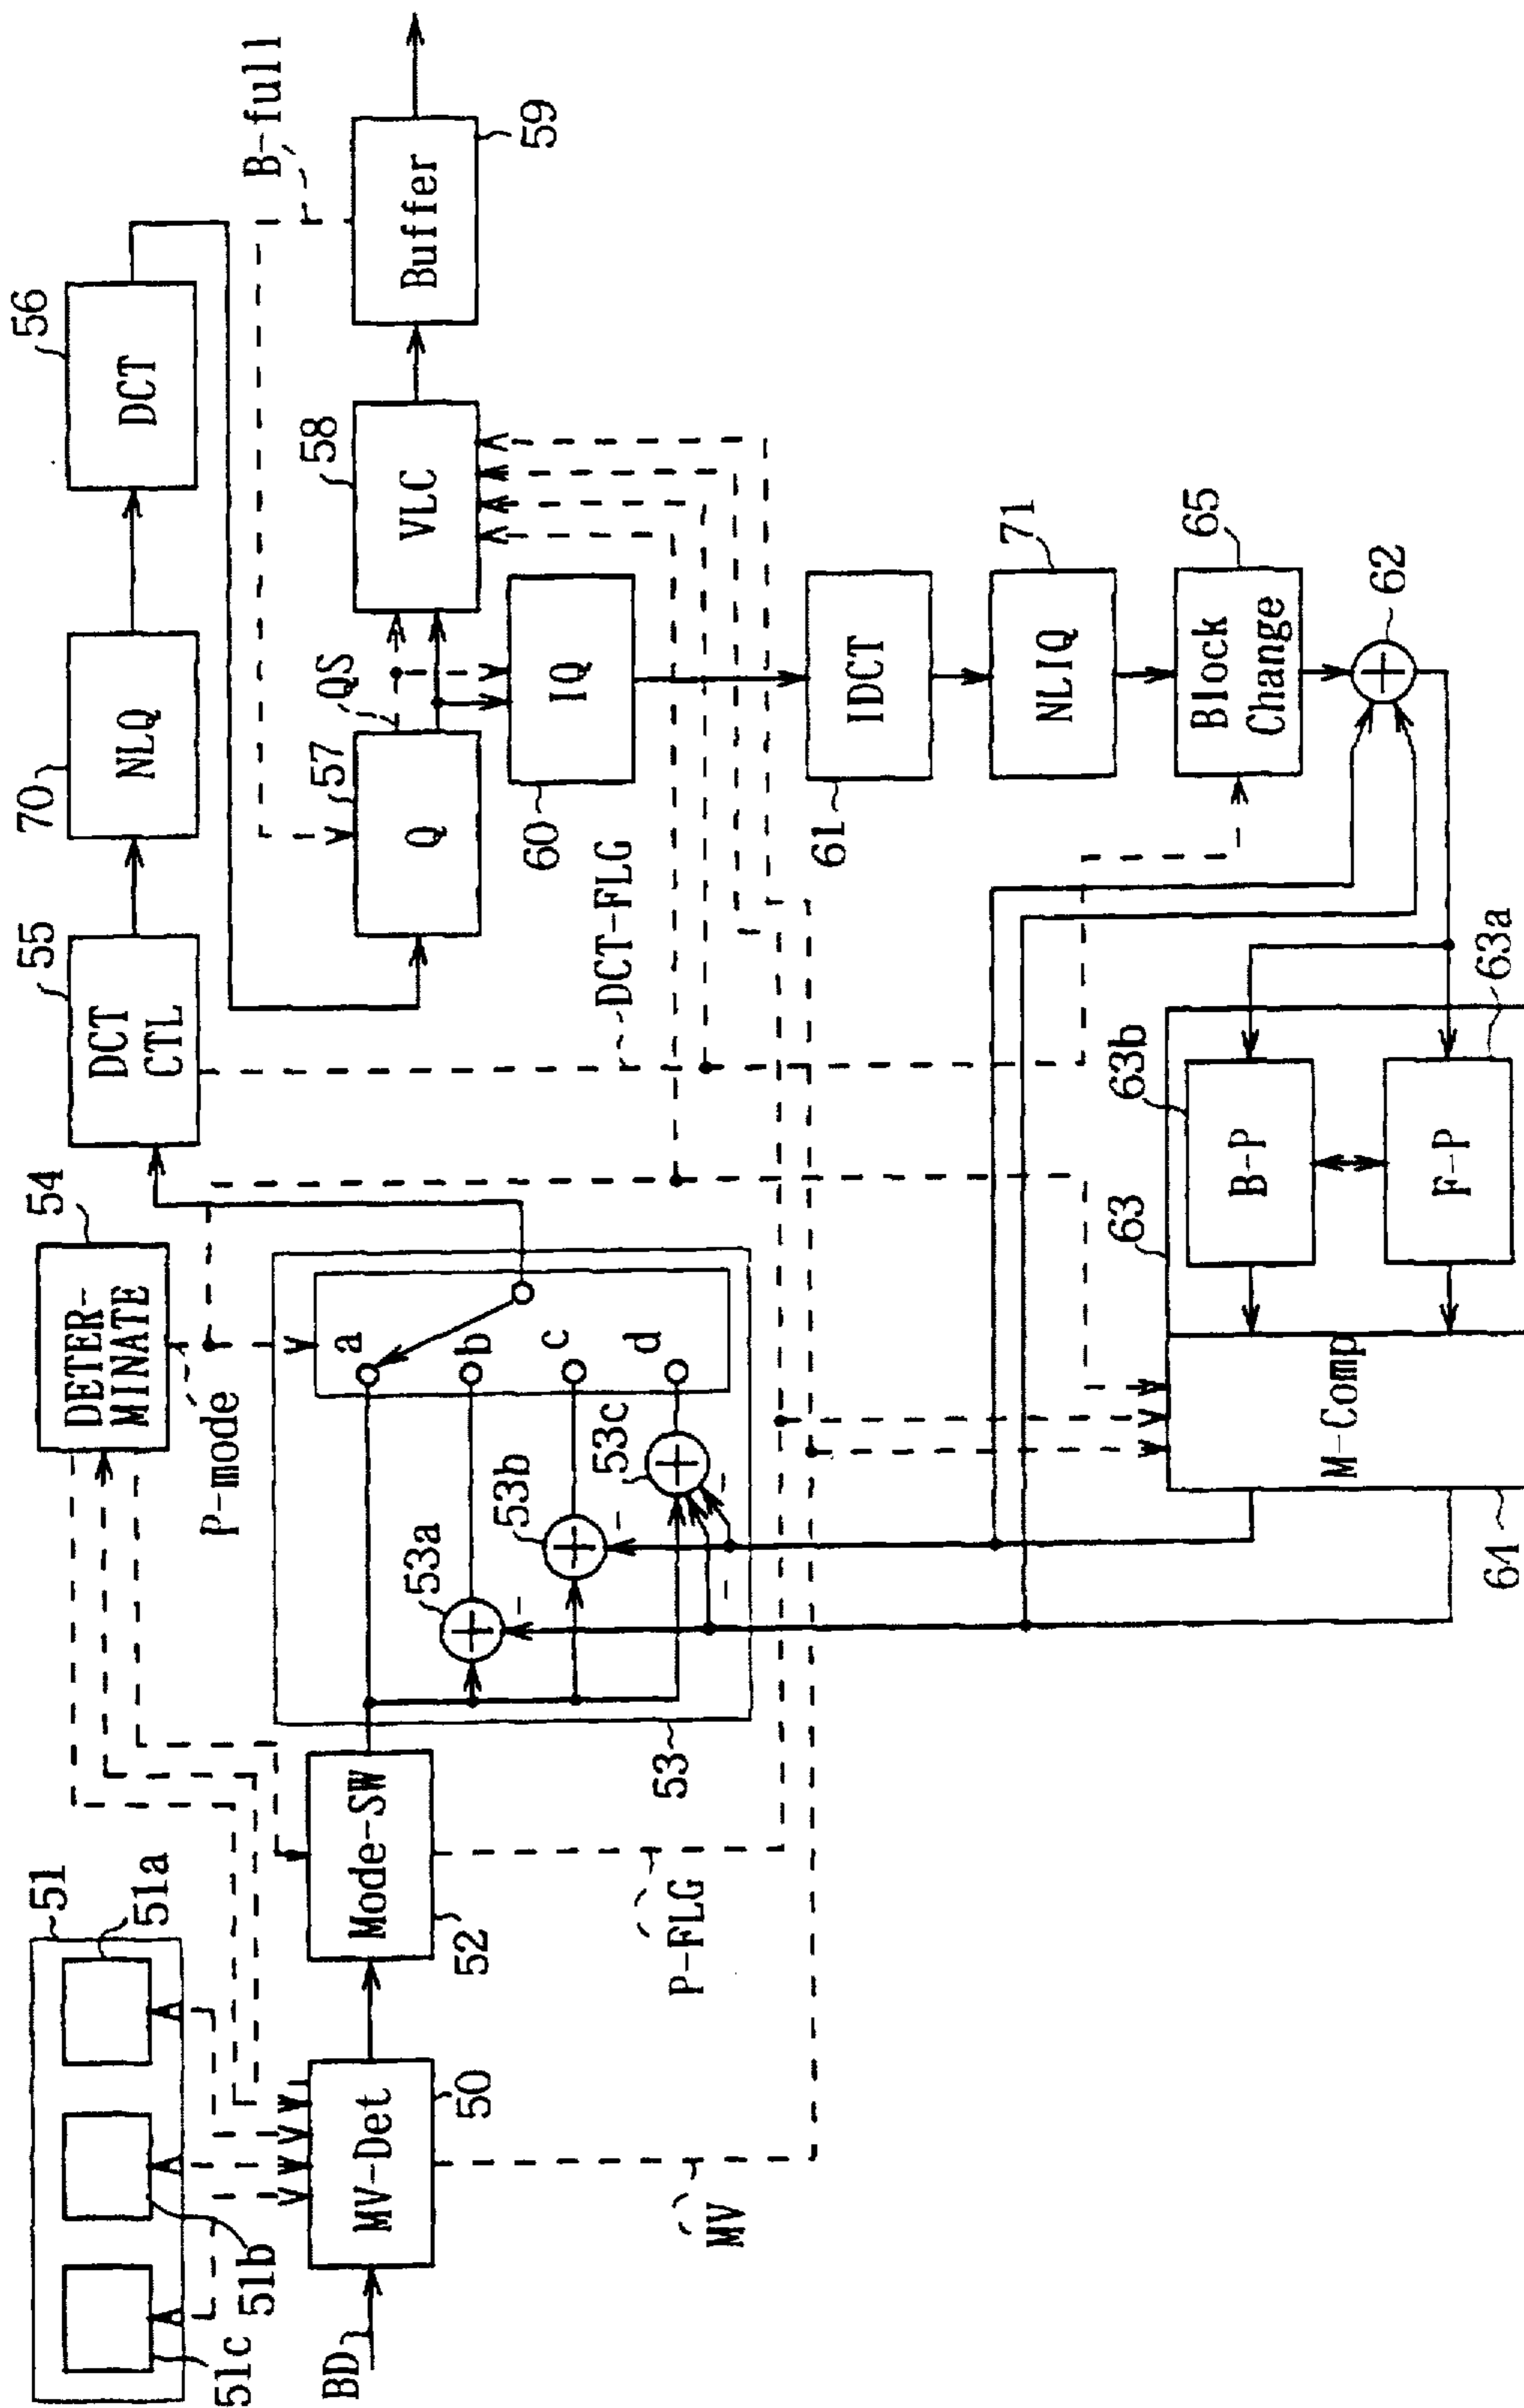 51
51a
51b
51c
BD
MV-Det
50
MV
Mode-SW
52
P-FLG
DETER-
MINATE
54
P-mode
53
53a
53b
53c
a
b
c
d
DCT
CTL
55
DCT-FLG
NLQ
70
DCT
56
Q
57
QS
VLC
58
Buffer
59
B-full
IQ
60
IDCT
61
NLIQ
71
Block
Change
65
62
63
B-P
63b
F-P
63a
M-Comp
64